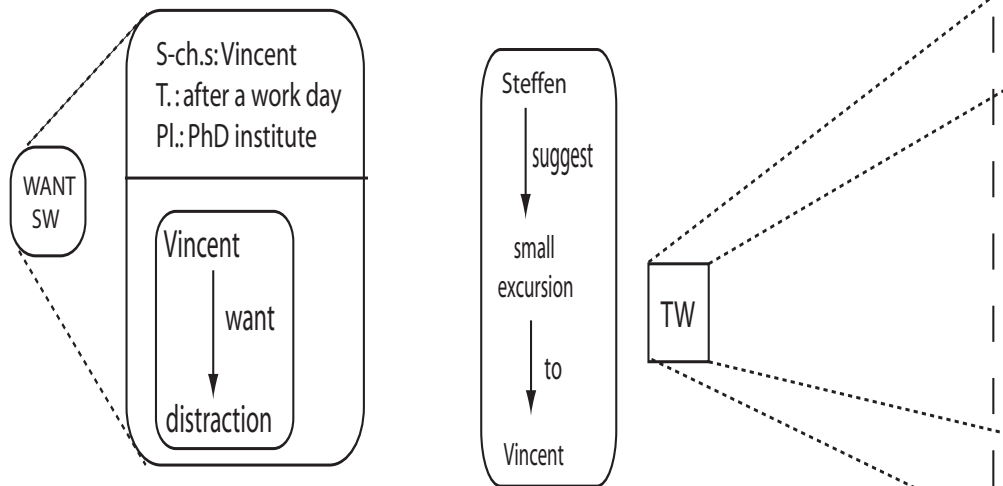 WANT
SW
S-ch.s: Vincent
T.: after a work day
Pl.: PhD institute
Vincent
want
distraction
Steffen
suggest
small
excursion
to
Vincent
TW